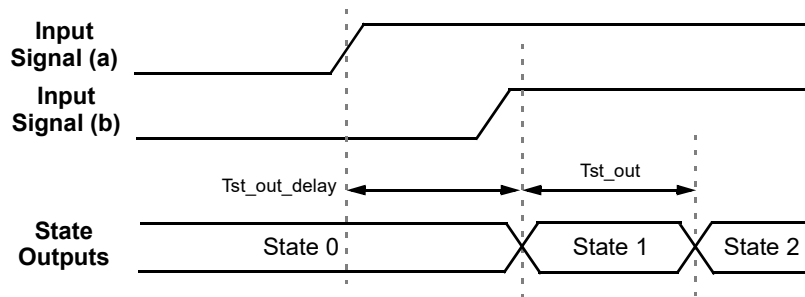 Input
Signal (a)
Input
Signal (b)
Tst_out_delay
Tst_out
State
Outputs
State 0
State 1
State 2